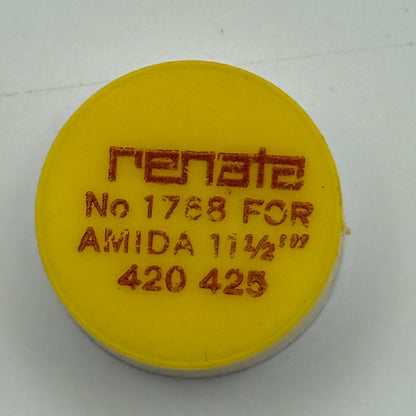 renata
No 1768 FOR
AMIDA 11½'''
420 425